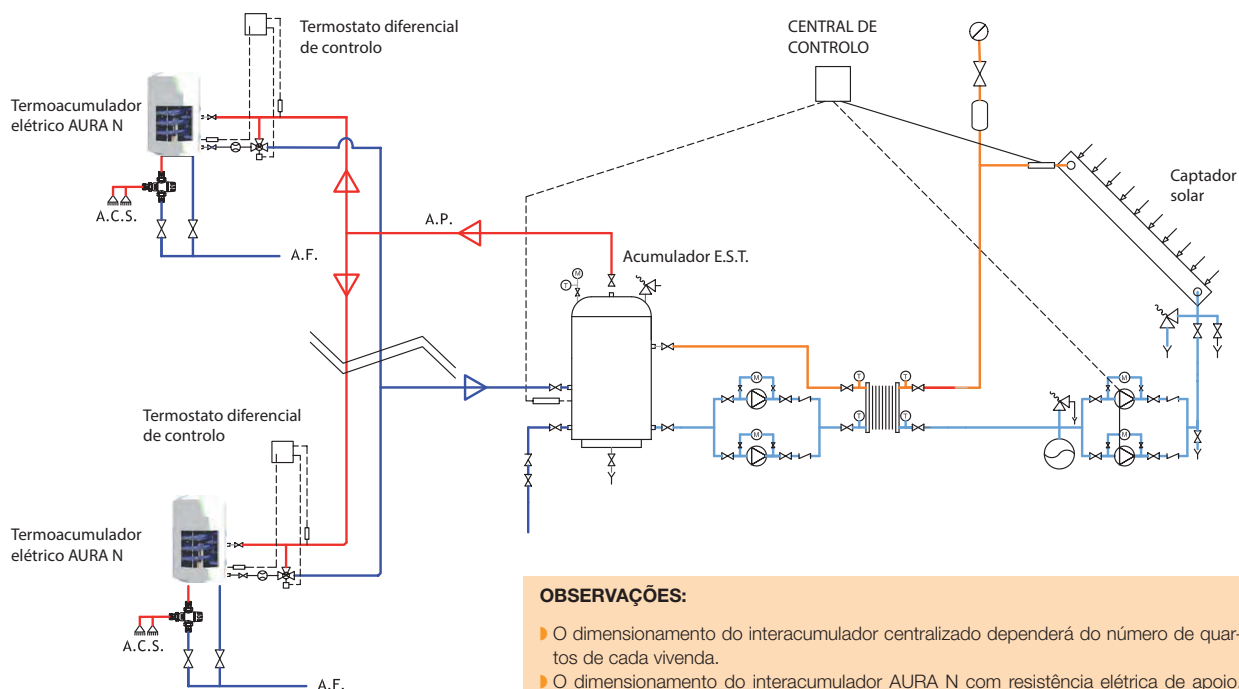 Termostato diferencial
de controlo
CENTRAL DE
CONTROLO
Termoacumulador
elétrico AURA N
Captador
solar
A.C.S.
A.P.
A.F.
Acumulador E.S.T.
M
T
M
M
T
T
T
T
M
M
Termostato diferencial
de controlo
Termoacumulador
elétrico AURA N
A.C.S.
A.F.
OBSERVAÇÕES:
O dimensionamento do interacumulador centralizado dependerá do número de quar-
tos de cada vivenda.
O dimensionamento do interacumulador AURA N com resistência elétrica de apoio